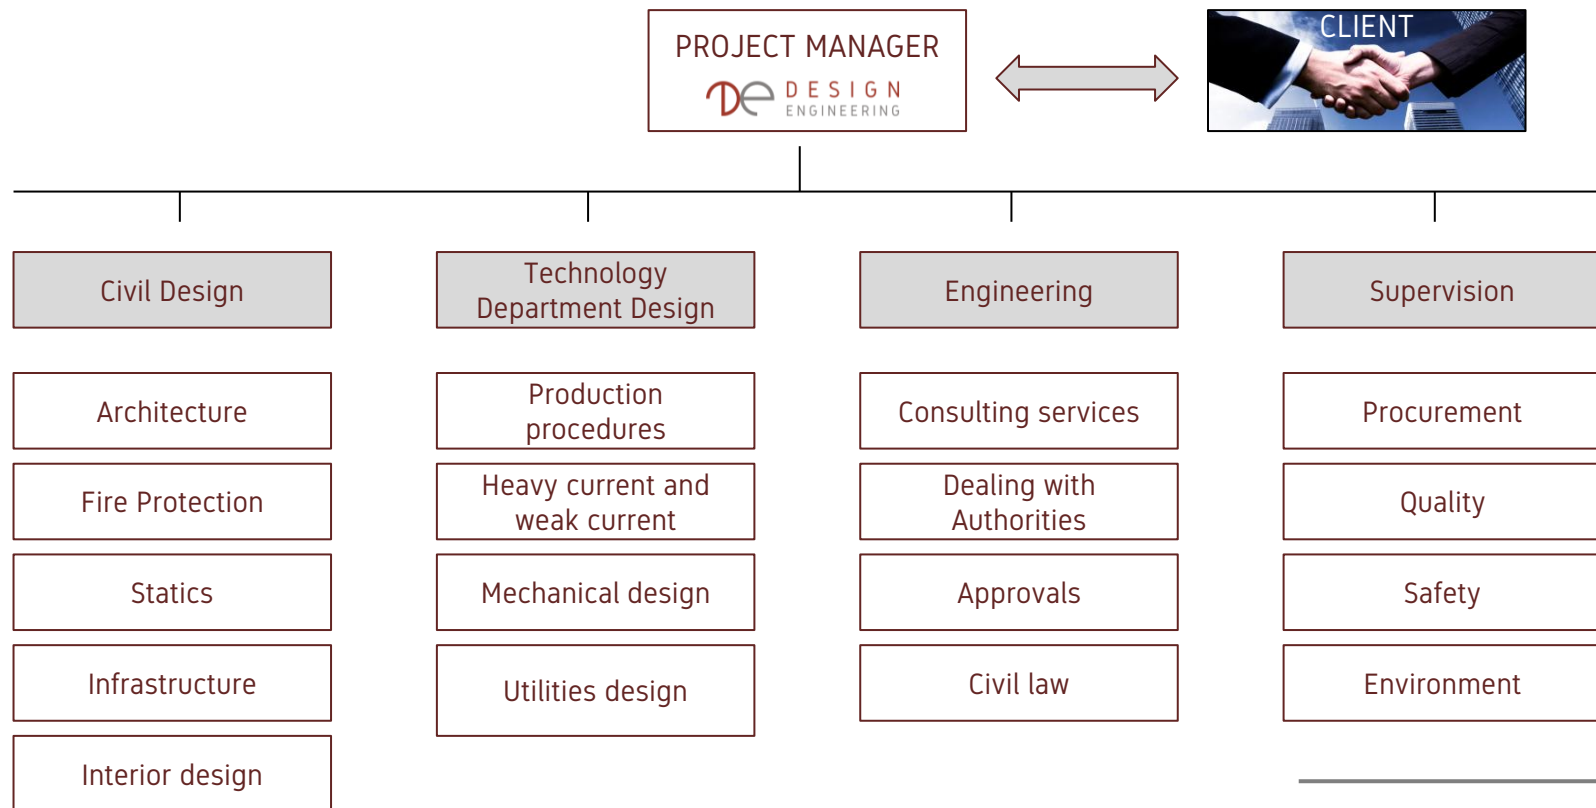 PROJECT MANAGER
DE DESIGN
ENGINEERING
CLIENT
Civil Design
Technology
Department Design
Engineering
Supervision
Architecture
Fire Protection
Statics
Infrastructure
Interior design
Production
procedures
Heavy current and
weak current
Mechanical design
Utilities design
Consulting services
Dealing with
Authorities
Approvals
Civil law
Procurement
Quality
Safety
Environment